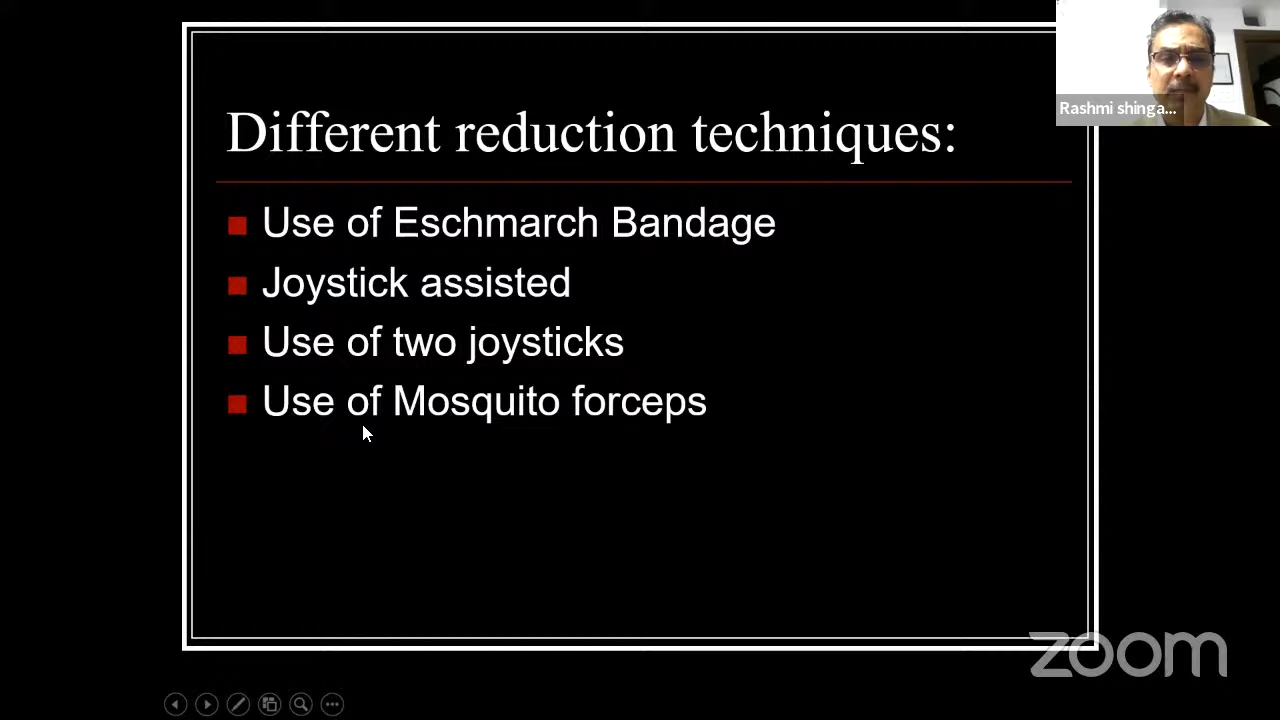 Rashmi shinga...
Different reduction techniques:
Use of Eschmarch Bandage
Joystick assisted
Use of two joysticks
Use of Mosquito forceps
zoom